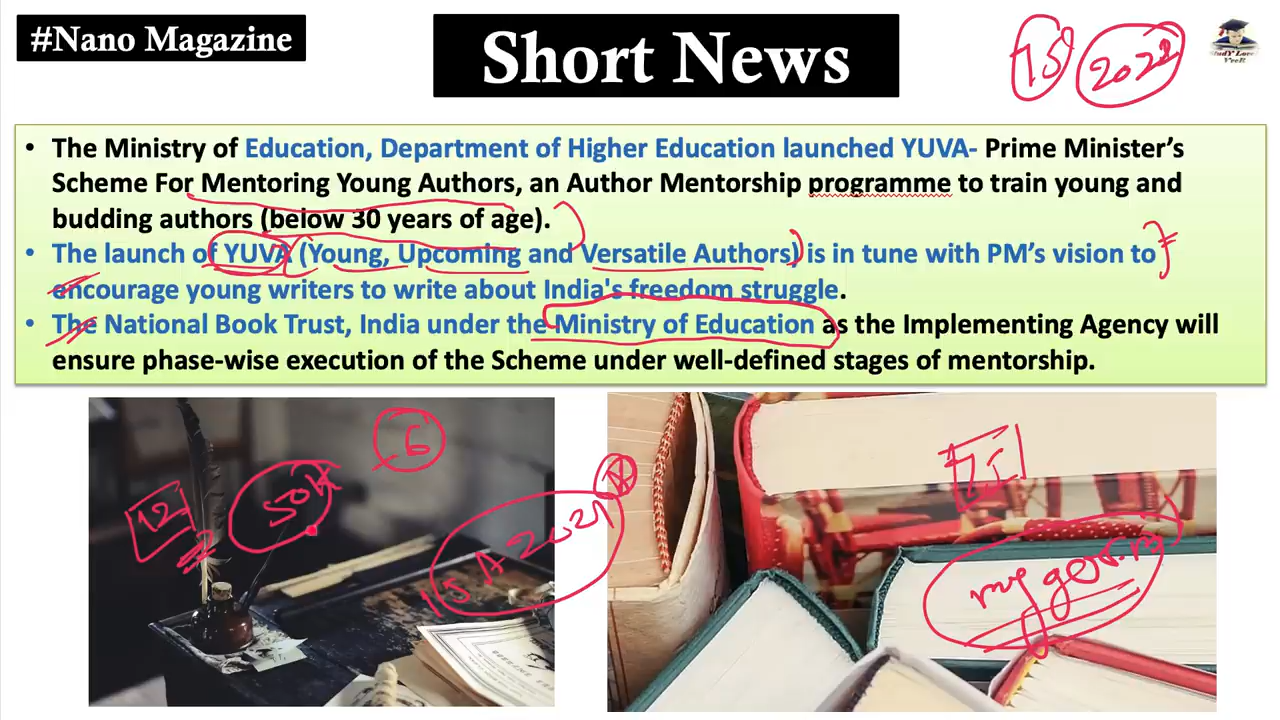 #Nano Magazine
Short News
75
2022
StudY Lover
VeeR
• The Ministry of Education, Department of Higher Education launched YUVA- Prime Minister’s
Scheme For Mentoring Young Authors, an Author Mentorship programme to train young and
budding authors (below 30 years of age).
• The launch of YUVA (Young, Upcoming and Versatile Authors) is in tune with PM’s vision to
encourage young writers to write about India's freedom struggle.
• The National Book Trust, India under the Ministry of Education as the Implementing Agency will
ensure phase-wise execution of the Scheme under well-defined stages of mentorship.
6
12
50K
15 A 2021
75